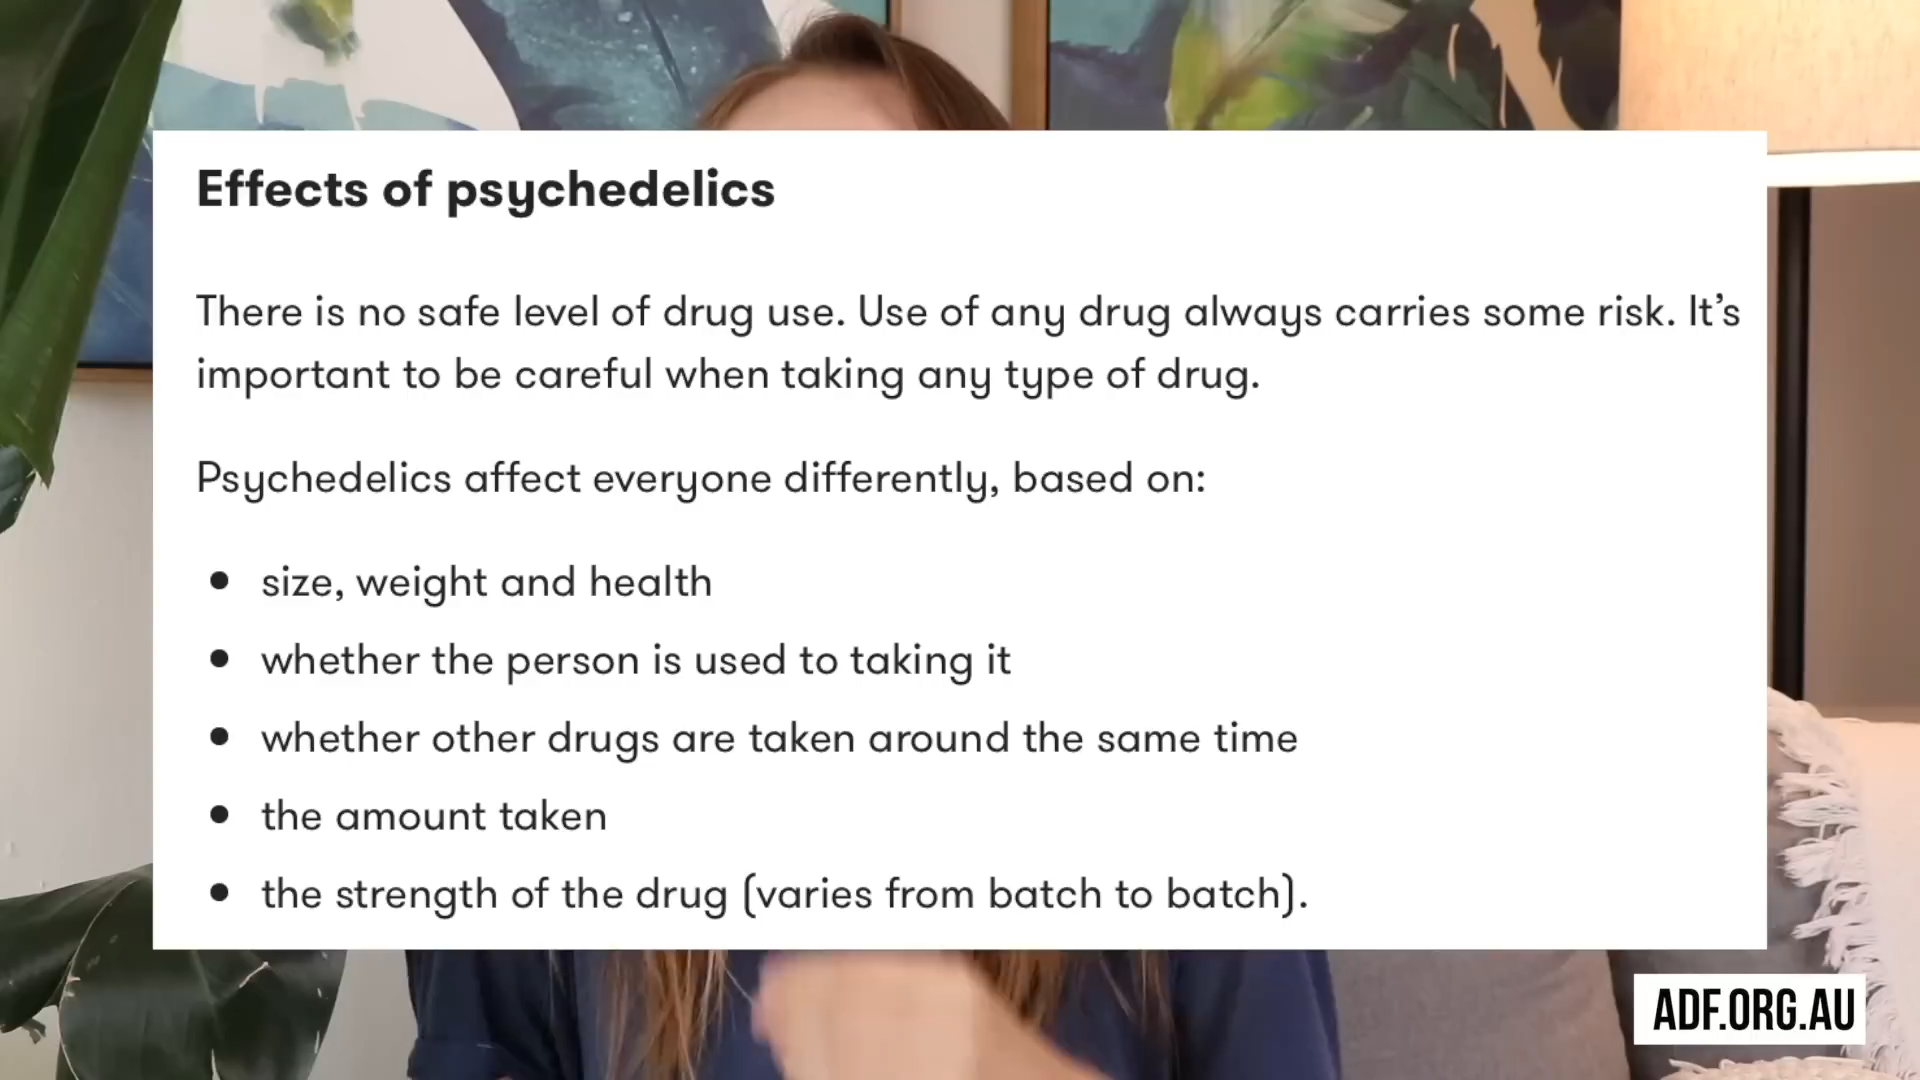 Effects of psychedelics
There is no safe level of drug use. Use of any drug always carries some risk. It’s
important to be careful when taking any type of drug.
Psychedelics affect everyone differently, based on:
• size, weight and health
• whether the person is used to taking it
• whether other drugs are taken around the same time
• the amount taken
• the strength of the drug (varies from batch to batch).
ADF.ORG.AU